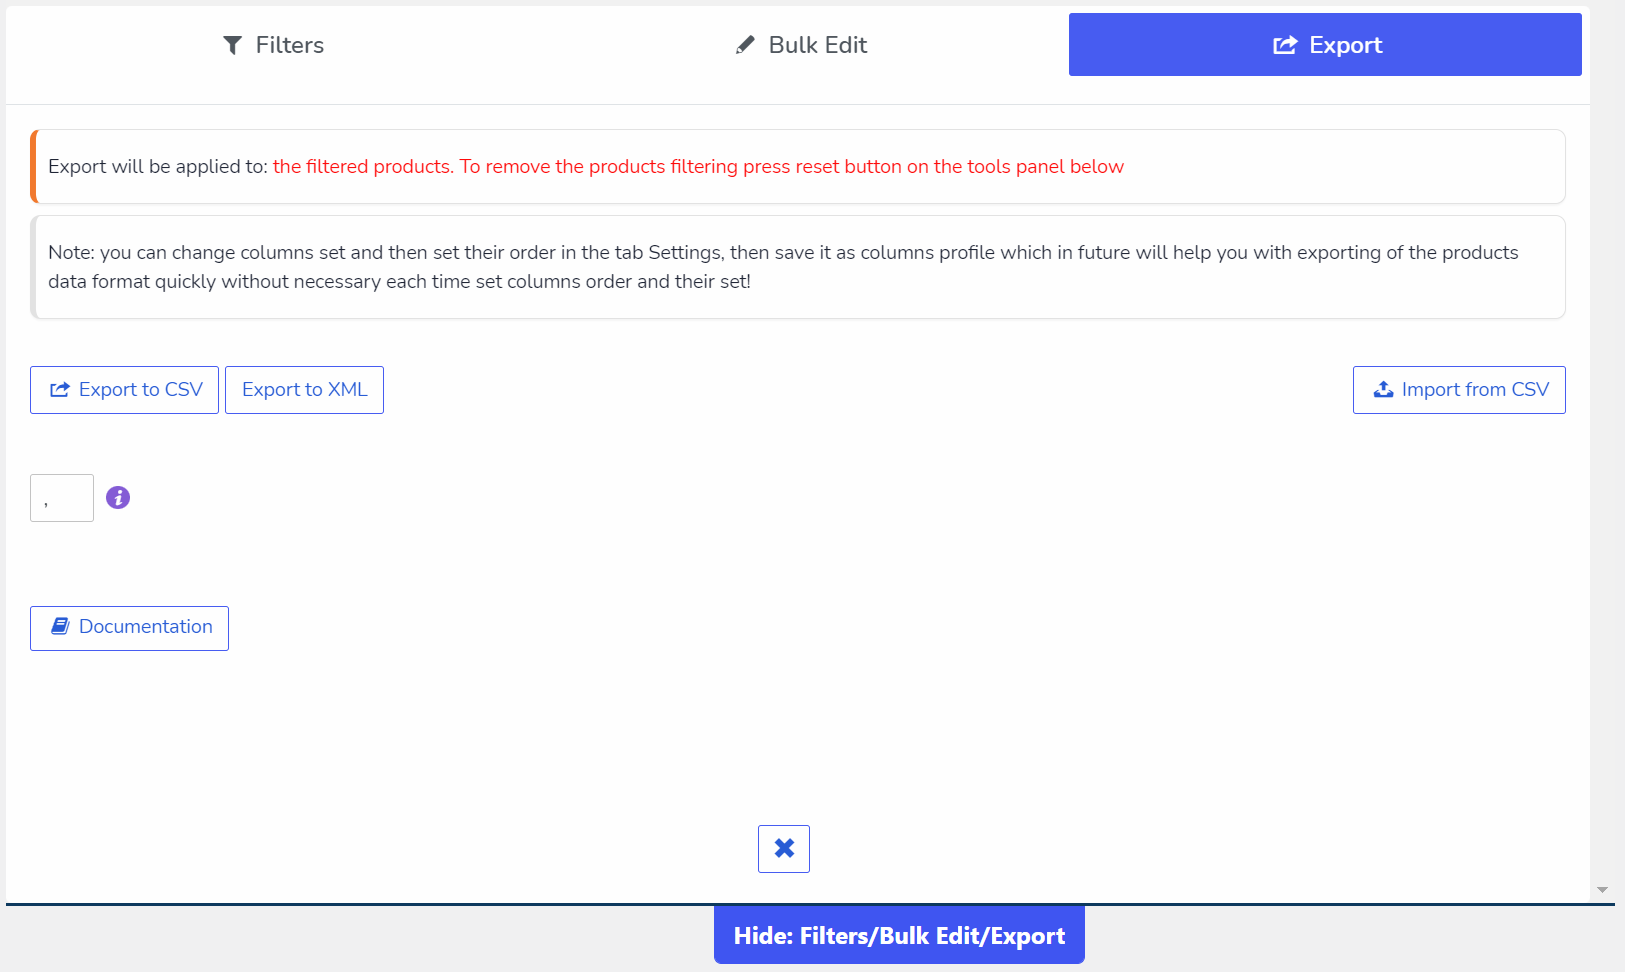 Filters
Bulk Edit
Export
Export will be applied to: the filtered products. To remove the products filtering press reset button on the tools panel below
Note: you can change columns set and then set their order in the tab Settings, then save it as columns profile which in future will help you with exporting of the products
data format quickly without necessary each time set columns order and their set!
Export to CSV
Export to XML
Import from CSV
,
Documentation
Hide: Filters/Bulk Edit/Export